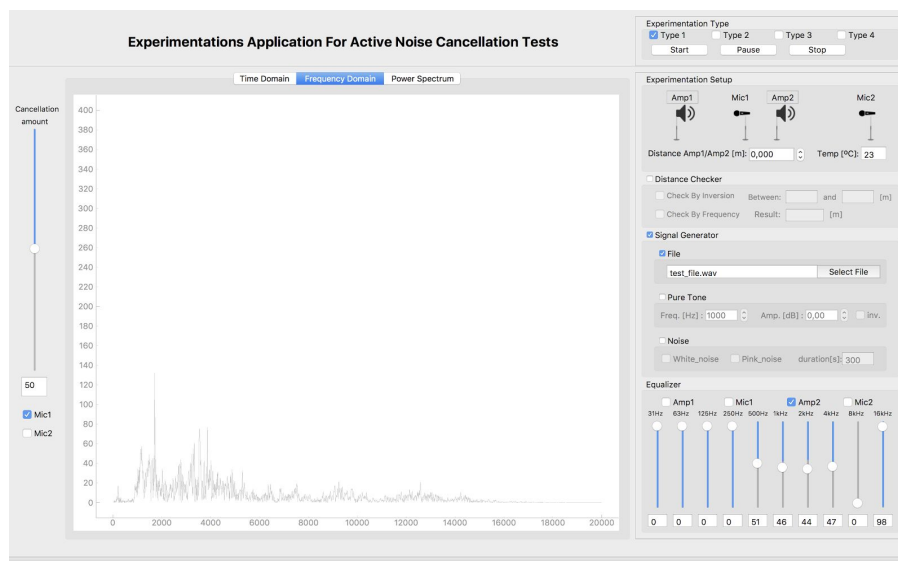 Experimentations Application For Active Noise Cancellation Tests
Experimentation Type
Type 1 Type 2 Type 3 Type 4
Start Pause Stop
Time Domain Frequency Domain Power Spectrum
Cancellation
amount
50
Mic1
Mic2
400
380
360
340
320
300
280
260
240
220
200
180
160
140
120
100
80
60
40
20
0
0 2000 4000 6000 8000 10000 12000 14000 16000 18000 20000
Experimentation Setup
Amp1 Mic1 Amp2 Mic2
Distance Amp1/Amp2 [m]: 0,000 Temp [ºC]: 23
Distance Checker
Check By Inversion Between: and [m]
Check By Frequency Result: [m]
Signal Generator
File
test_file.wav Select File
Pure Tone
Freq. [Hz] : 1000 Amp. [dB] : 0,00 inv.
Noise
White_noise Pink_noise duration[s]: 300
Equalizer
Amp1 Mic1 Amp2 Mic2
31Hz 63Hz 125Hz 250Hz 500Hz 1kHz 2kHz 4kHz 8kHz 16kHz
0 0 0 0 51 46 44 47 0 98